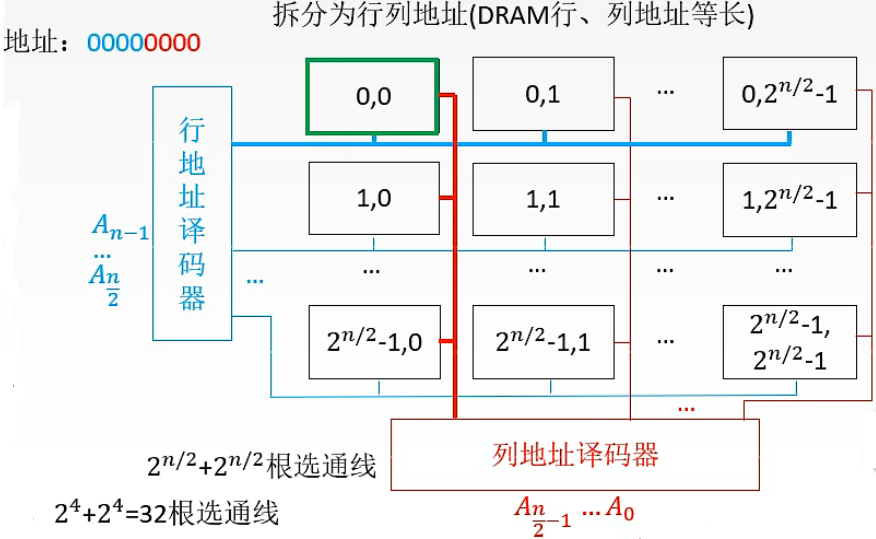 拆分为行列地址(DRAM行、列地址等长)
地址：00000000
0,0 0,1 … 0,2^{n/2}-1
行地址译码器
1,0 1,1 … 1,2^{n/2}-1
A_{n−1}
…
A_{\frac{n}{2}}
… … … … …
2^{n/2}-1,0 2^{n/2}-1,1 … 2^{n/2}-1,
2^{n/2}-1
…
列地址译码器
2^{n/2}+2^{n/2}根选通线
2^4+2^4=32根选通线
A_{\frac{n}{2}−1} …A_0